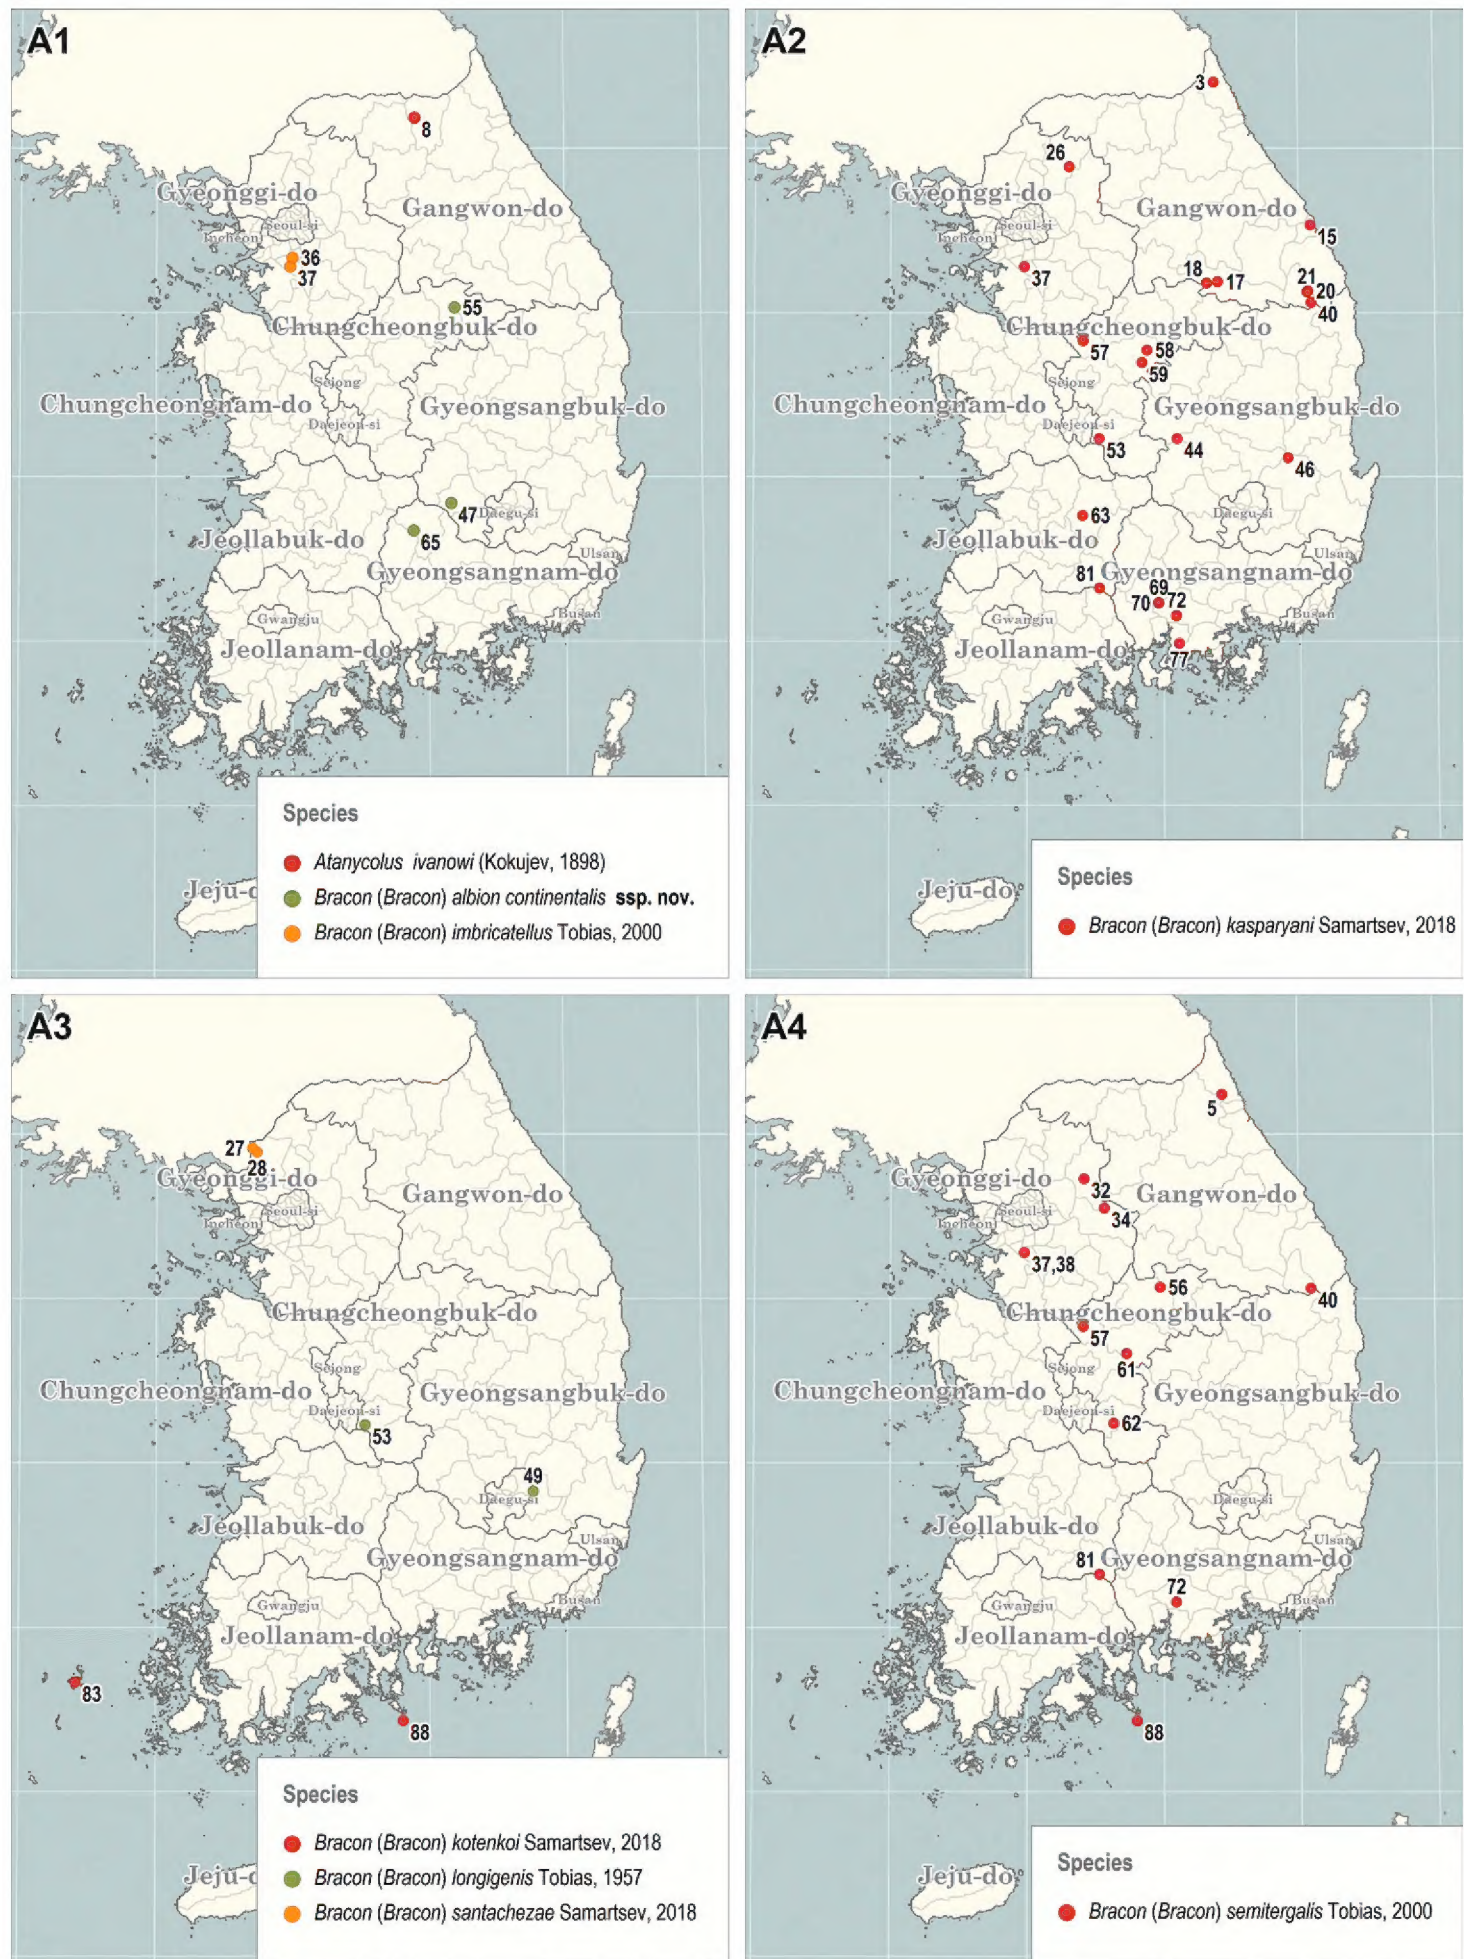 A1
8
Gyeonggi-do
Gangwon-do
Seoul-si
Incheon
36
37
55
Chungcheongbuk-do
Sejong
Chungcheongnam-do
Gyeongsangbuk-do
Daejeon-si
47
Daegu-si
65
Jeollabuk-do
Ulsan
Gyeongsangnam-do
Gwangju
Busan
Jeollanam-do
Jeju-d
Species
Atanycolus ivanowi (Kokujev, 1898)
Bracon (Bracon) albion continentalis ssp. nov.
Bracon (Bracon) imbricatellus Tobias, 2000
A2
3
26
Gyeonggi-do
Gangwon-do
Seoul-si
Incheon
15
37
18
17
21
20
40
Chungcheongbuk-do
57
58
59
Sejong
Chungcheongnam-do
Gyeongsangbuk-do
Daejeon-si
53
44
46
63
Daegu-si
Jeollabuk-do
Ulsan
81
Gyeongsangnam-do
69
70
72
Gwangju
Busan
Jeollanam-do
77
Jeju-do
Species
Bracon (Bracon) kasparyani Samartsev, 2018
A3
27
28
Gyeonggi-do
Gangwon-do
Seoul-si
Incheon
Chungcheongbuk-do
Sejong
Chungcheongnam-do
Gyeongsangbuk-do
Daejeon-si
53
49
Daegu-si
Jeollabuk-do
Ulsan
Gyeongsangnam-do
Gwangju
Busan
Jeollanam-do
83
88
Jeju-d
Species
Bracon (Bracon) kotenkoi Samartsev, 2018
Bracon (Bracon) longigenis Tobias, 1957
Bracon (Bracon) santachezae Samartsev, 2018
A4
5
Gyeonggi-do
32
Gangwon-do
Seoul-si
Incheon
34
37,38
56
40
Chungcheongbuk-do
57
61
Sejong
Chungcheongnam-do
Gyeongsangbuk-do
Daejeon-si
62
Daegu-si
Jeollabuk-do
Ulsan
81
Gyeongsangnam-do
72
Gwangju
Busan
Jeollanam-do
88
Jeju-do
Species
Bracon (Bracon) semitergalis Tobias, 2000